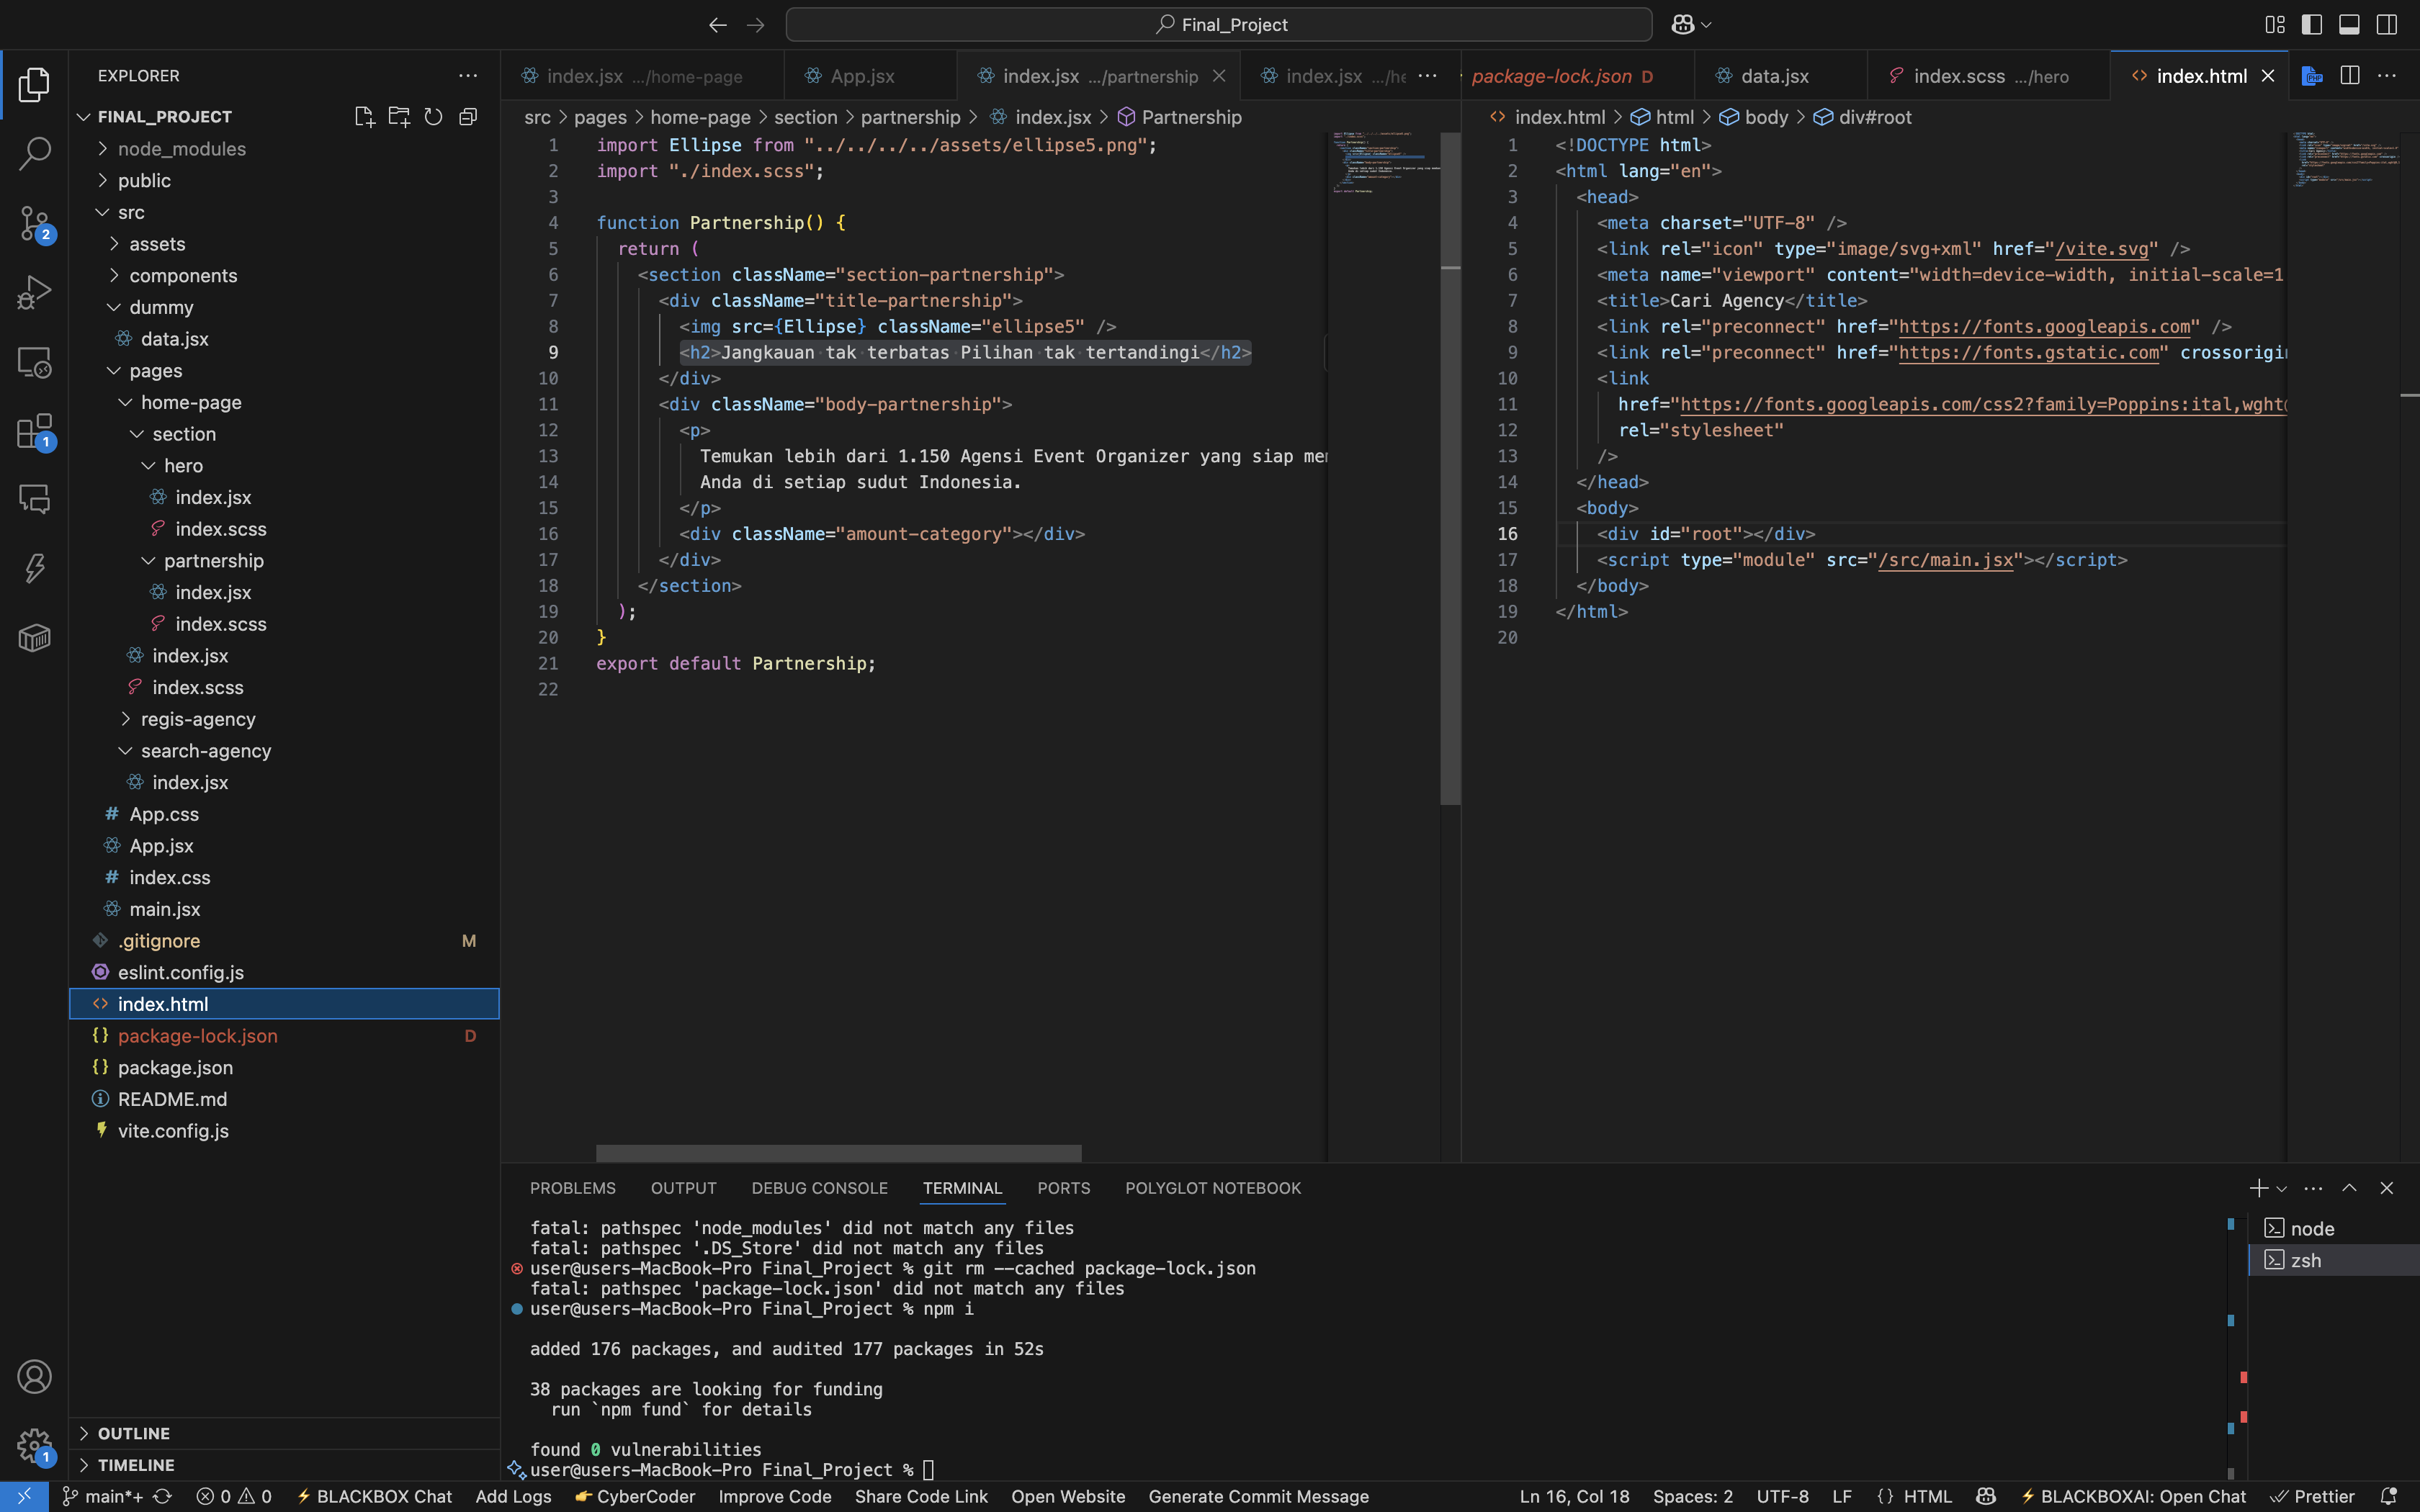 Final_Project
EXPLORER
FINAL_PROJECT
node_modules
public
src
assets
components
dummy
data.jsx
pages
home-page
section
hero
index.jsx
index.scss
partnership
index.jsx
index.scss
index.jsx
index.scss
regis-agency
search-agency
index.jsx
# App.css
App.jsx
# index.css
main.jsx
.gitignore M
eslint.config.js
<> index.html
{} package-lock.json D
{} package.json
README.md
vite.config.js
OUTLINE
TIMELINE
2
1
1
index.jsx .../home-page
App.jsx
index.jsx .../partnership
index.jsx .../he
src > pages > home-page > section > partnership > index.jsx > Partnership
1 import Ellipse from "../../../../assets/ellipse5.png";
2 import "./index.scss";
3
4 function Partnership() {
5 return (
6 <section className="section-partnership">
7 <div className="title-partnership">
8 <img src={Ellipse} className="ellipse5" />
9 <h2>Jangkauan tak terbatas Pilihan tak tertandingi</h2>
10 </div>
11 <div className="body-partnership">
12 <p>
13 Temukan lebih dari 1.150 Agensi Event Organizer yang siap me
14 Anda di setiap sudut Indonesia.
15 </p>
16 <div className="amount-category"></div>
17 </div>
18 </section>
19 );
20 }
21 export default Partnership;
22
package-lock.json D
data.jsx
index.scss .../hero
<> index.html
<> index.html > html > body > div#root
1 <!DOCTYPE html>
2 <html lang="en">
3 <head>
4 <meta charset="UTF-8" />
5 <link rel="icon" type="image/svg+xml" href="/vite.svg" />
6 <meta name="viewport" content="width=device-width, initial-scale=1
7 <title>Cari Agency</title>
8 <link rel="preconnect" href="https://fonts.googleapis.com" />
9 <link rel="preconnect" href="https://fonts.gstatic.com" crossorigi
10 <link
11 href="https://fonts.googleapis.com/css2?family=Poppins:ital,wght
12 rel="stylesheet"
13 />
14 </head>
15 <body>
16 <div id="root"></div>
17 <script type="module" src="/src/main.jsx"></script>
18 </body>
19 </html>
20
PROBLEMS OUTPUT DEBUG CONSOLE TERMINAL PORTS POLYGLOT NOTEBOOK
fatal: pathspec 'node_modules' did not match any files
fatal: pathspec '.DS_Store' did not match any files
user@users-MacBook-Pro Final_Project % git rm --cached package-lock.json
fatal: pathspec 'package-lock.json' did not match any files
user@users-MacBook-Pro Final_Project % npm i
added 176 packages, and audited 177 packages in 52s
38 packages are looking for funding
run `npm fund` for details
found 0 vulnerabilities
user@users-MacBook-Pro Final_Project %
node
zsh
main*+ 0 0 BLACKBOX Chat Add Logs CyberCoder Improve Code Share Code Link Open Website Generate Commit Message Ln 16, Col 18 Spaces: 2 UTF-8 LF {} HTML BLACKBOXAI: Open Chat Prettier